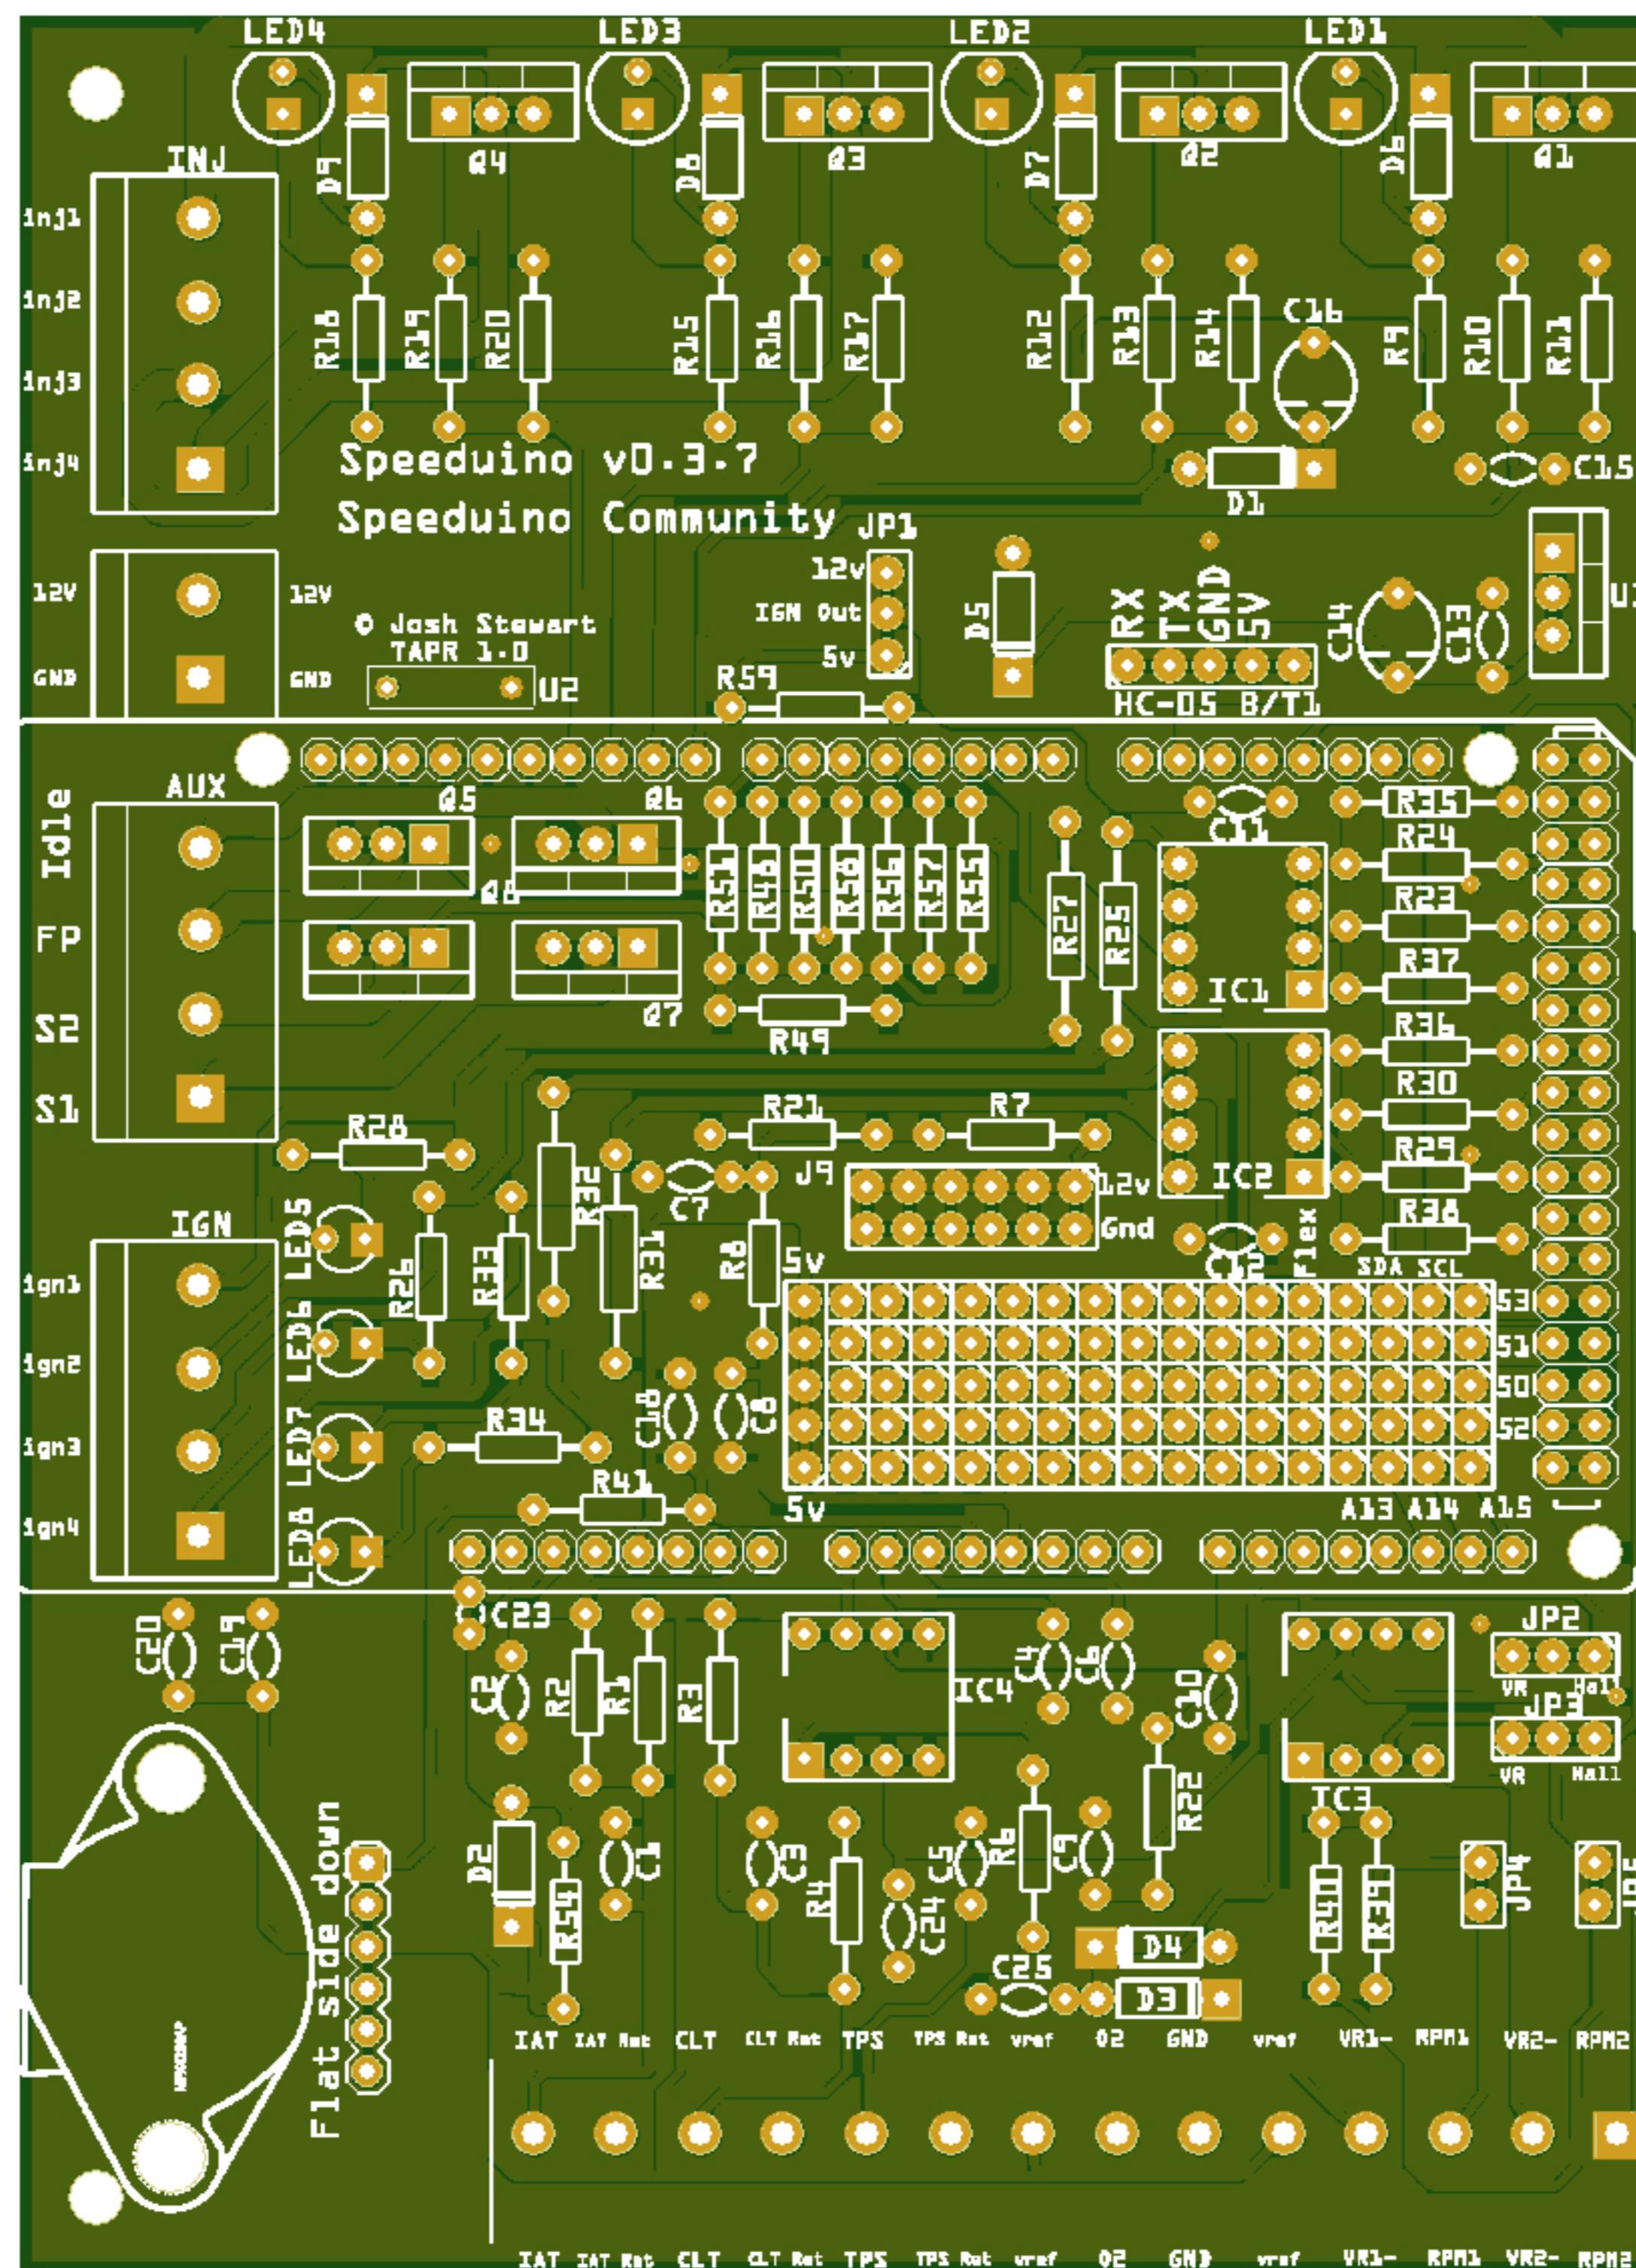 LED4 LED3 LED2 LED1
D9 Q4 D8 Q3 D7 Q2 D6 Q1
INJ
inj1
inj2
inj3
inj4
R18 R19 R20 R15 R16 R17 R12 R13 R14 C16 R9 R10 R11
Speeduino v0.3.7
Speeduino Community
D1 C15
JP1
12v
IGN Out
5v
D5
RX TX GND 5V
HC-05 B/T1
C14 C13
12V 12V
GND GND
© Josh Stewart
TAPR 1.0
U2
R59
AUX
Idle
FP
S2
S1
Q5 Q6
Q8
Q7
R51 R46 R50 R58 R56 R57 R55
R49
R27 R25
C11
IC1
IC2
R35
R24
R23
R37
R36
R30
R29
R38
R28
R21 R7
R32
R31
C7
J9
12v
Gnd
C12
Flex
SDA SCL
IGN
ign1
ign2
ign3
ign4
LED5
LED6
LED7
LED8
R26 R33
R8
5v
53
51
50
52
C18 C8
R34
R41
5v
A13 A14 A15
C20 C19
C23
C2 R2 R1 R3
IC4
C4 C6
C10
JP2
VR Hall
JP3
VR Hall
IC3
R22
Flat side down
D2
R54
C1
C3
R4
C5
C24
R6
C9
D4
C25
D3
R40 R39
JP4
IAT IAT Ret CLT CLT Ret TPS TPS Ret vref O2 GND vref VR1- RPM1 VR2- RPM2
IAT IAT Ret CLT CLT Ret TPS TPS Ret vref O2 GND vref VR1- RPM1 VR2- RPM2